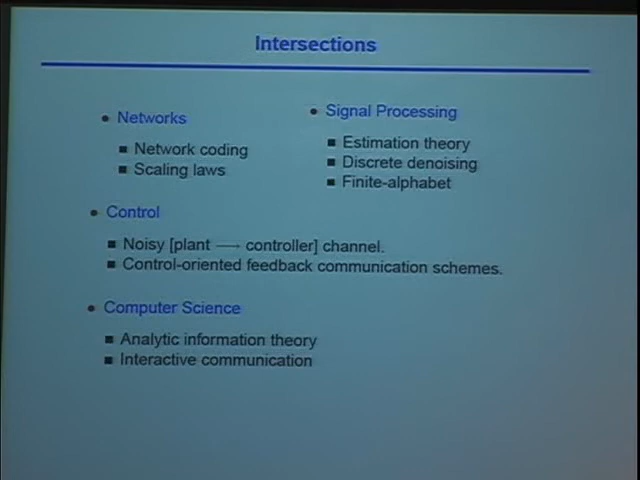 Intersections
• Networks
■ Network coding
■ Scaling laws
• Signal Processing
■ Estimation theory
■ Discrete denoising
■ Finite-alphabet
• Control
■ Noisy [plant → controller] channel.
■ Control-oriented feedback communication schemes.
• Computer Science
■ Analytic information theory
■ Interactive communication